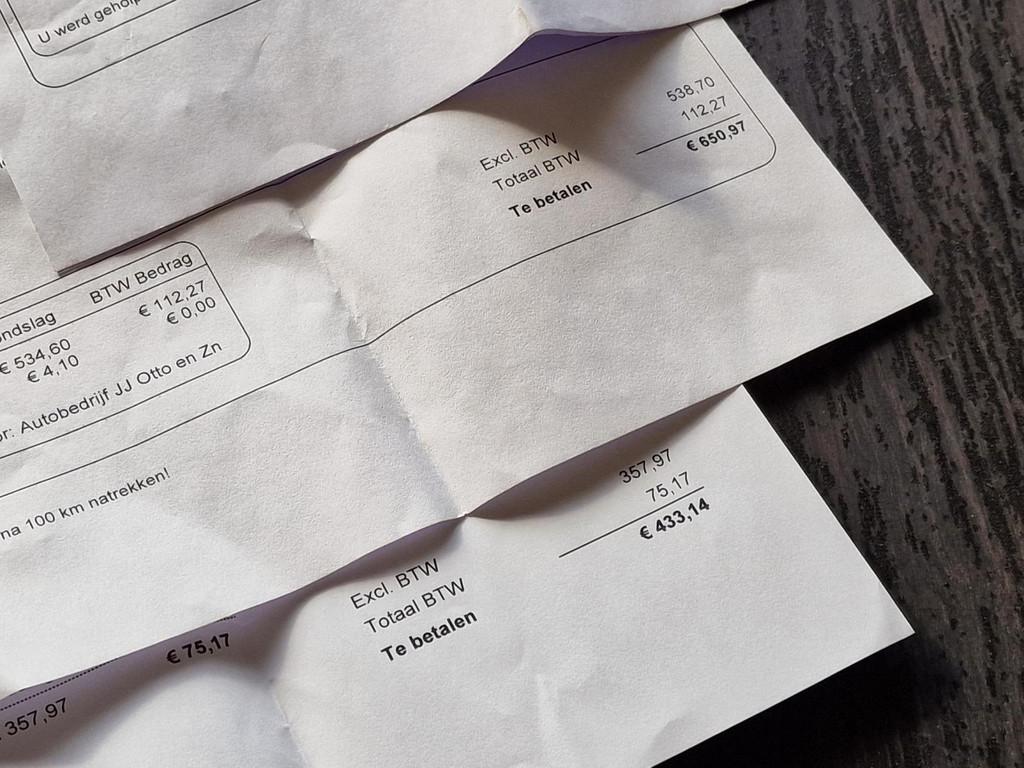 U werd geholp
538,70
112,27
€ 650,97
Excl. BTW
Totaal BTW
Te betalen
ndslag BTW Bedrag
€ 534,60 € 112,27
€ 4,10 € 0,00
or: Autobedrijf JJ Otto en Zn
na 100 km natrekken!
357,97
75,17
€ 433,14
Excl. BTW
Totaal BTW
Te betalen
€ 75,17
357,97